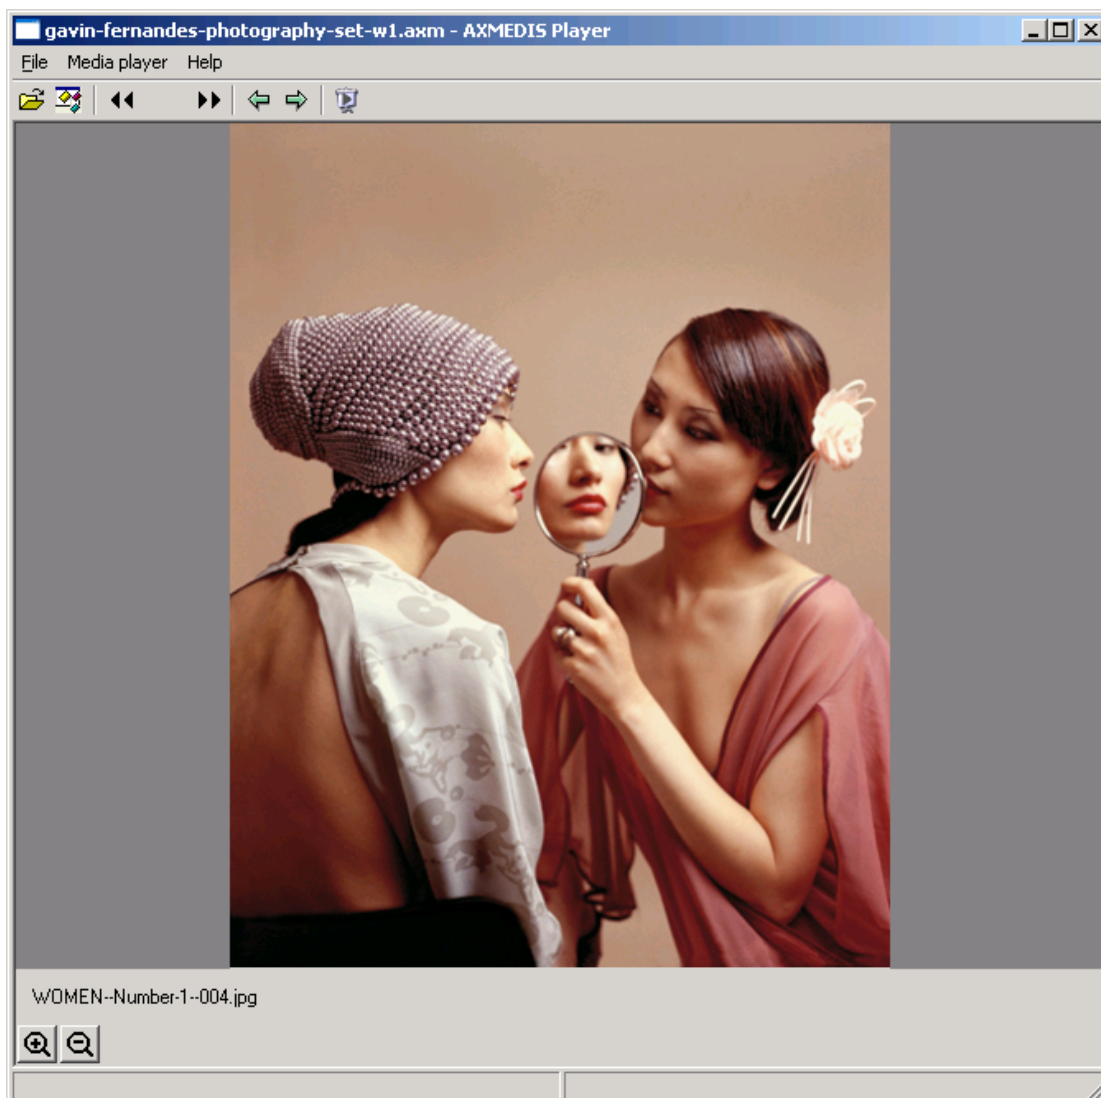 gavin-fernandes-photography-set-w1.axm - AXMEDIS Player
File Media player Help
WOMEN--Number-1--004.jpg